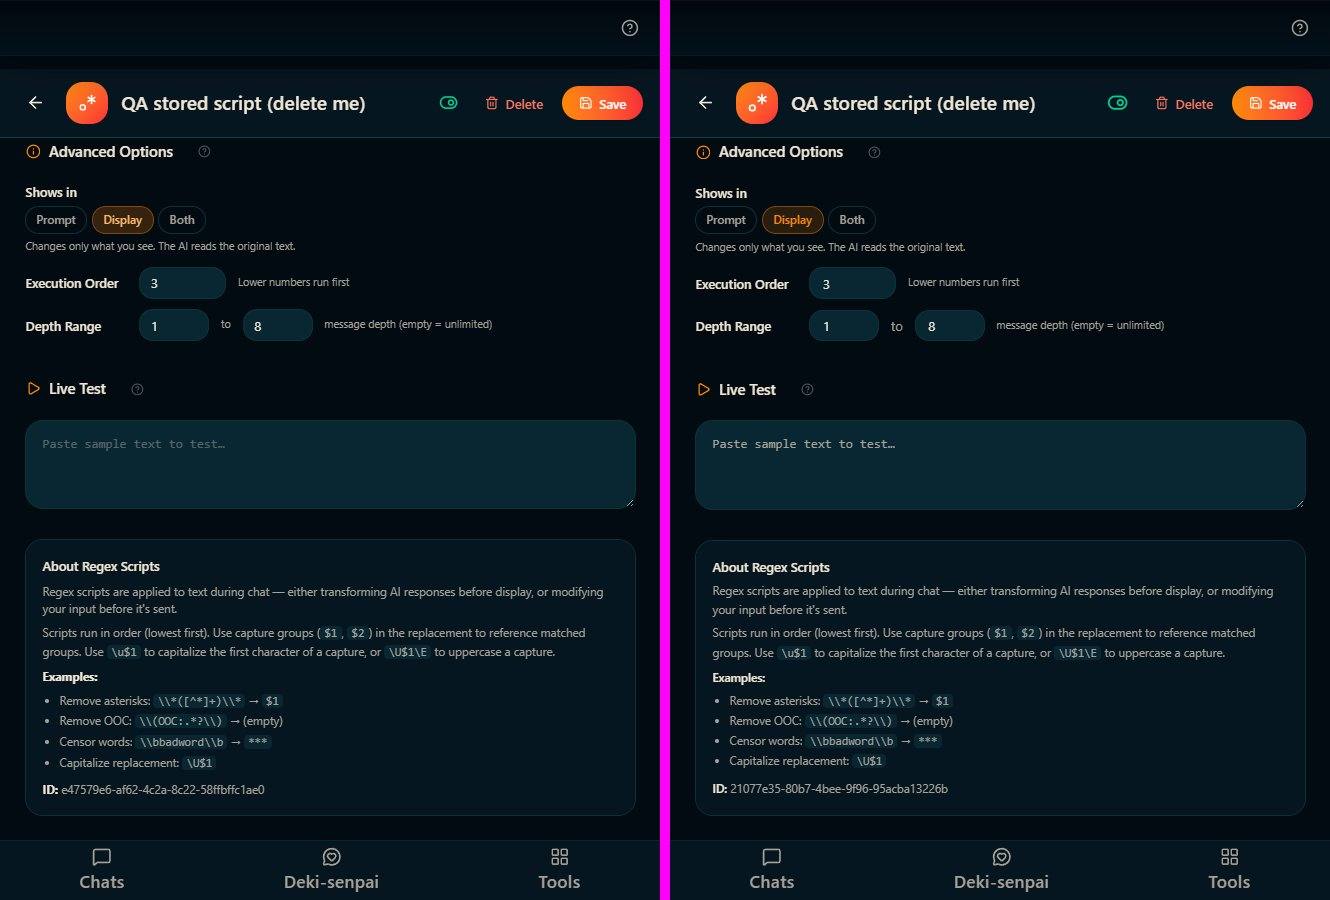 QA stored script (delete me)
Delete
Save
Advanced Options
Shows in
Prompt
Display
Both
Changes only what you see. The AI reads the original text.
Execution Order
3
Lower numbers run first
Depth Range
1
to
8
message depth (empty = unlimited)
Live Test
Paste sample text to test…
About Regex Scripts
Regex scripts are applied to text during chat — either transforming AI responses before display, or modifying
your input before it's sent.
Scripts run in order (lowest first). Use capture groups ( $1 , $2 ) in the replacement to reference matched
groups. Use \u$1 to capitalize the first character of a capture, or \U$1\E to uppercase a capture.
Examples:
• Remove asterisks: \\*([^*]+)\\* → $1
• Remove OOC: \\(OOC:.*?\\) → (empty)
• Censor words: \\bbadword\\b → ***
• Capitalize replacement: \U$1
ID: e47579e6-af62-4c2a-8c22-58ffbffc1ae0
Chats
Deki-senpai
Tools
QA stored script (delete me)
Delete
Save
Advanced Options
Shows in
Prompt
Display
Both
Changes only what you see. The AI reads the original text.
Execution Order
3
Lower numbers run first
Depth Range
1
to
8
message depth (empty = unlimited)
Live Test
Paste sample text to test…
About Regex Scripts
Regex scripts are applied to text during chat — either transforming AI responses before display, or modifying
your input before it's sent.
Scripts run in order (lowest first). Use capture groups ( $1 , $2 ) in the replacement to reference matched
groups. Use \u$1 to capitalize the first character of a capture, or \U$1\E to uppercase a capture.
Examples:
• Remove asterisks: \\*([^*]+)\\* → $1
• Remove OOC: \\(OOC:.*?\\) → (empty)
• Censor words: \\bbadword\\b → ***
• Capitalize replacement: \U$1
ID: 21077e35-80b7-4bee-9f96-95acba13226b
Chats
Deki-senpai
Tools